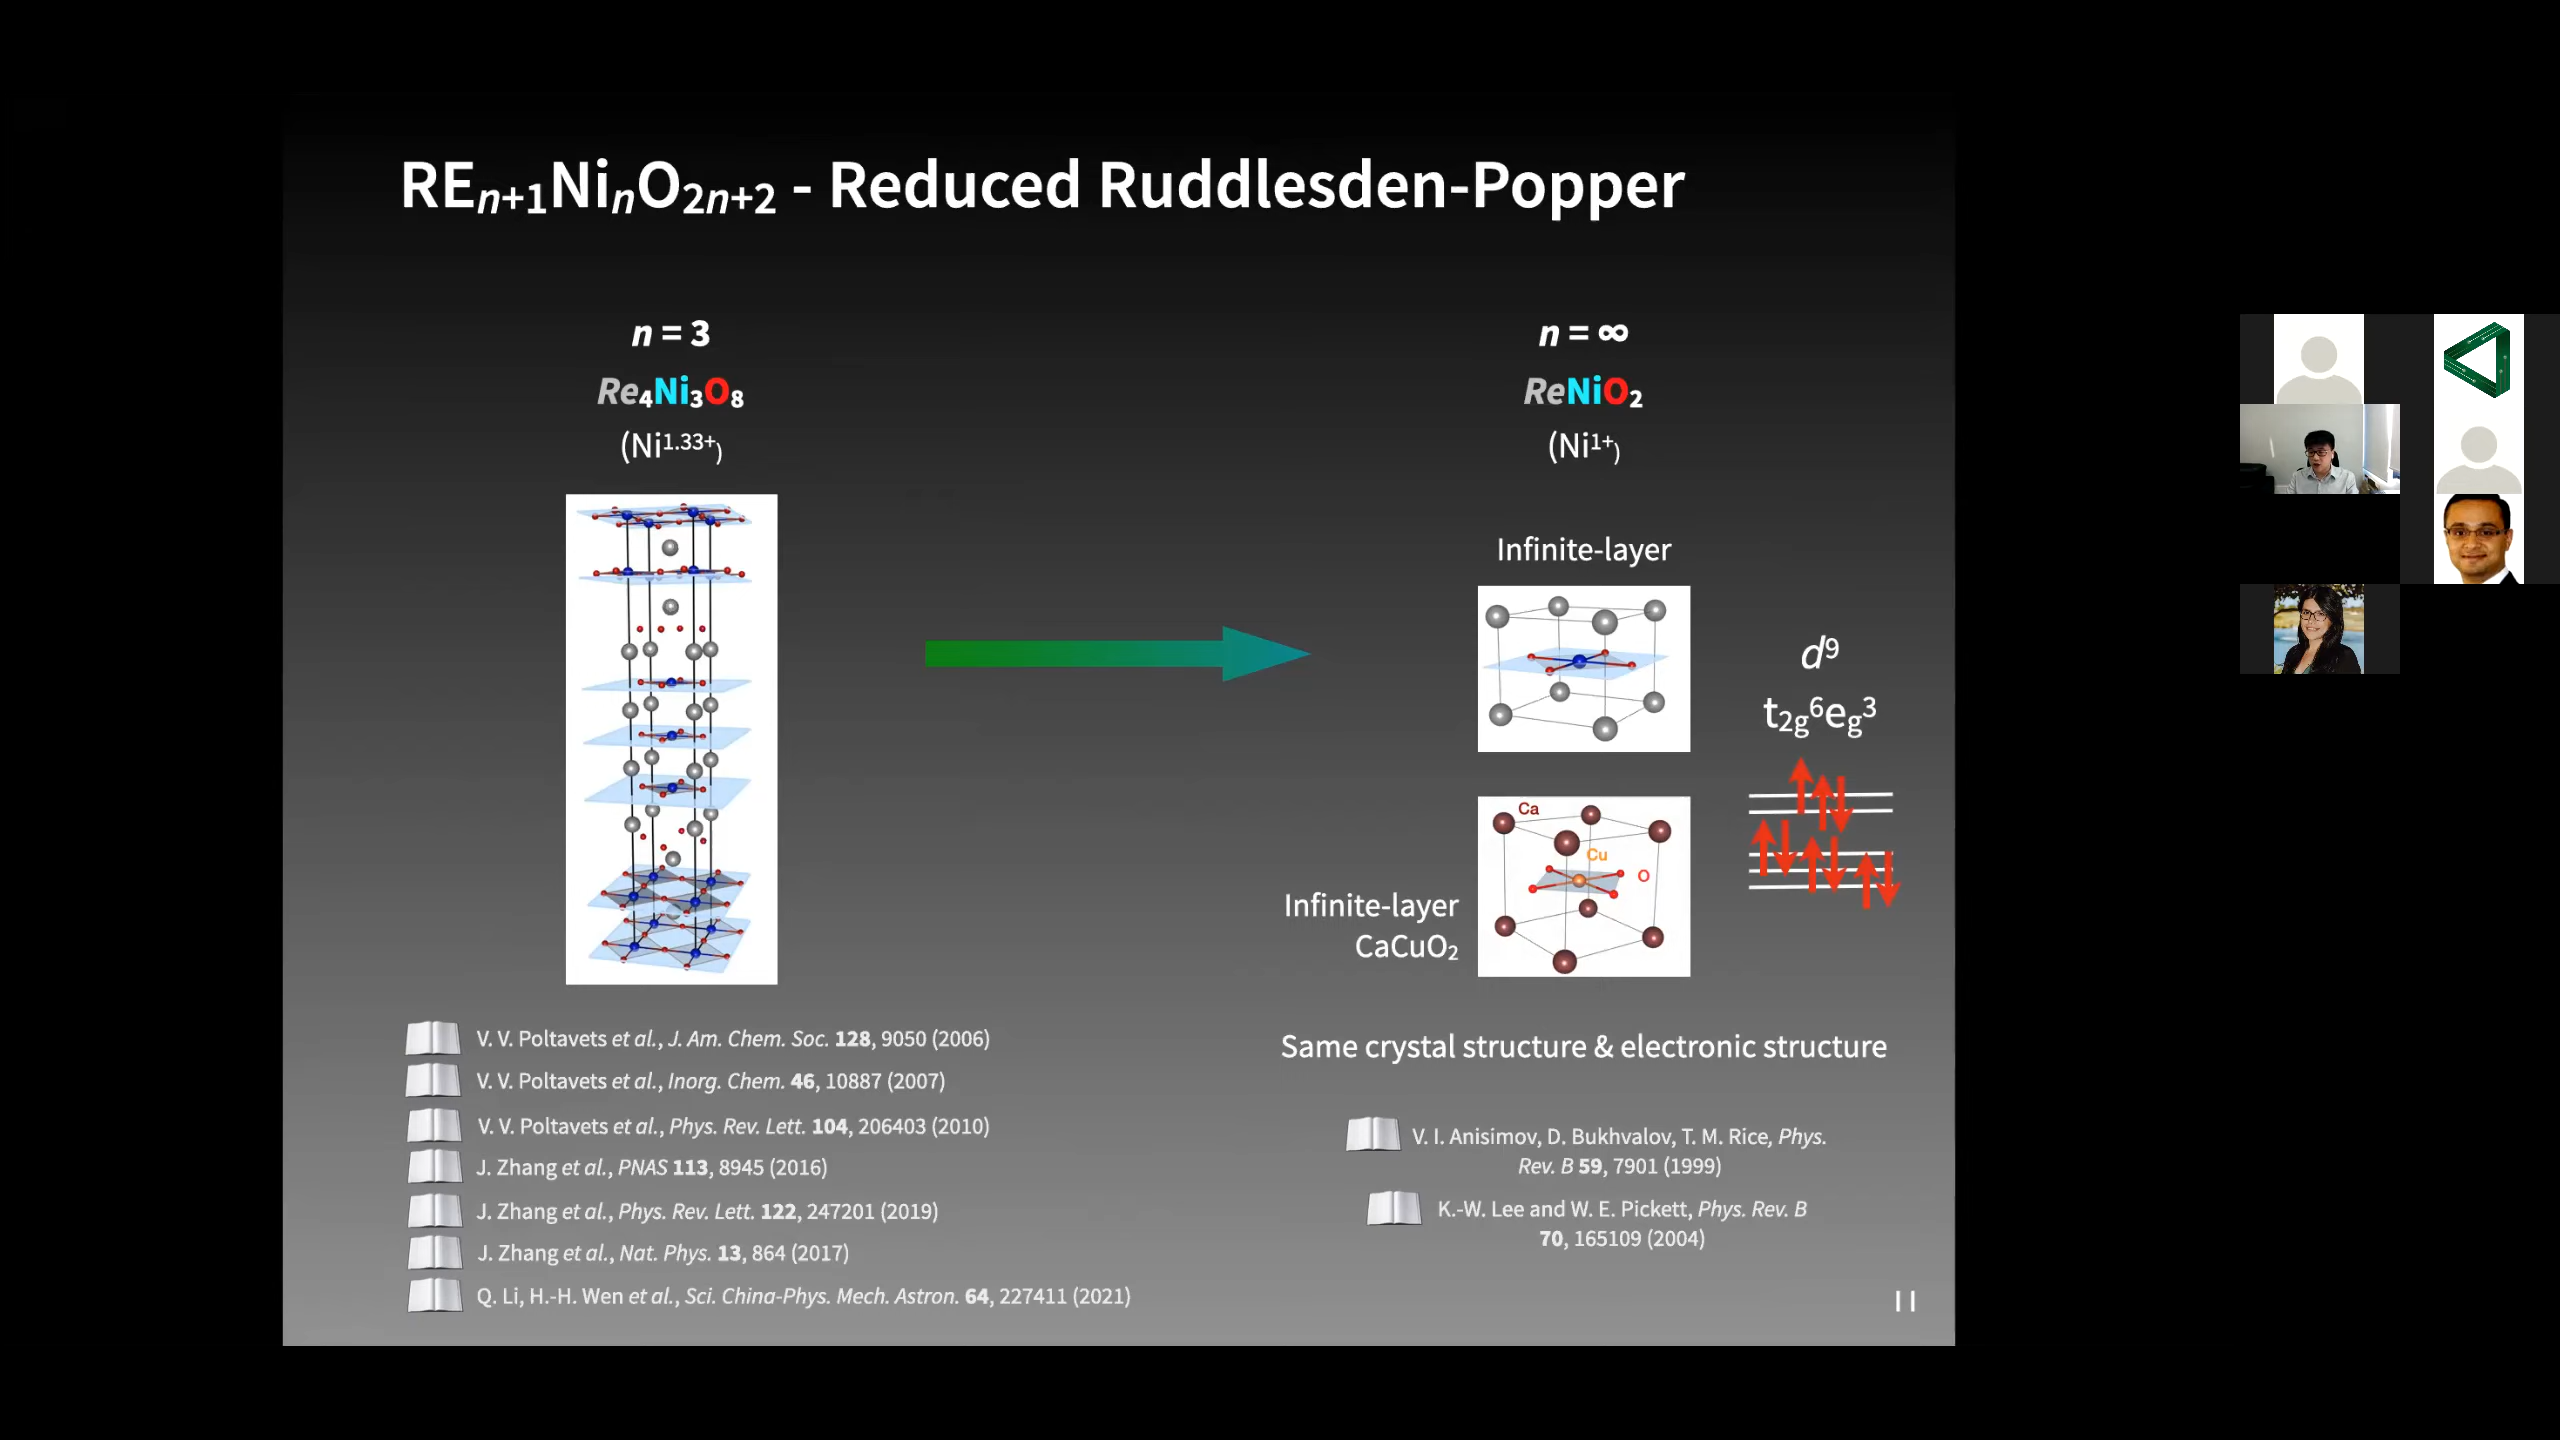 REn+1NinO2n+2 - Reduced Ruddlesden-Popper
n = 3
Re4Ni3O8
(Ni1.33+)
n = ∞
ReNiO2
(Ni1+)
Infinite-layer
d9
t2g6eg3
Ca
Cu
O
Infinite-layer
CaCuO2
Same crystal structure & electronic structure
V. V. Poltavets et al., J. Am. Chem. Soc. 128, 9050 (2006)
V. V. Poltavets et al., Inorg. Chem. 46, 10887 (2007)
V. V. Poltavets et al., Phys. Rev. Lett. 104, 206403 (2010)
J. Zhang et al., PNAS 113, 8945 (2016)
J. Zhang et al., Phys. Rev. Lett. 122, 247201 (2019)
J. Zhang et al., Nat. Phys. 13, 864 (2017)
Q. Li, H.-H. Wen et al., Sci. China-Phys. Mech. Astron. 64, 227411 (2021)
V. I. Anisimov, D. Bukhvalov, T. M. Rice, Phys.
Rev. B 59, 7901 (1999)
K.-W. Lee and W. E. Pickett, Phys. Rev. B
70, 165109 (2004)
11